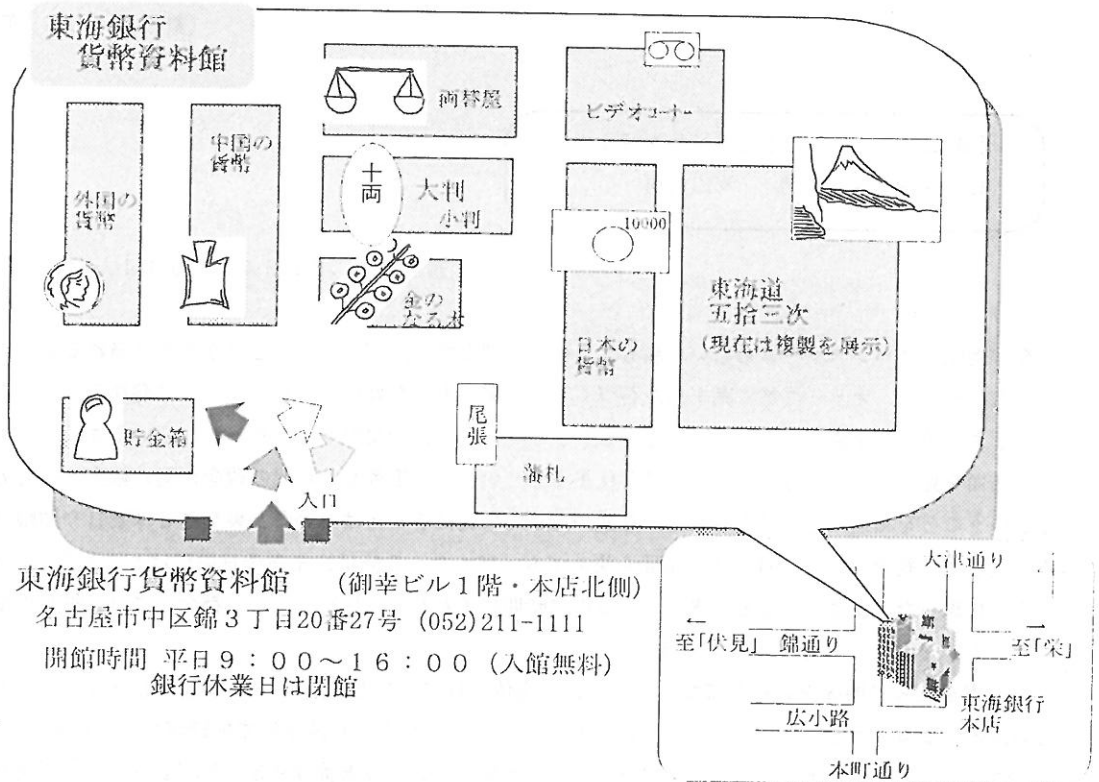 東海銀行
貨幣資料館
両替屋
ビデオコーナー
中国の
貨幣
外国の
貨幣
十両
大判
小判
10000
金の
なる木
東海道
五拾三次
(現在は複製を展示)
日本の
貨幣
貯金箱
尾張
藩札
入口
東海銀行貨幣資料館 (御幸ビル1階・本店北側)
名古屋市中区錦3丁目20番27号 (052)211-1111
開館時間 平日9:00～16:00 (入館無料)
銀行休業日は閉館
大津通り
至「伏見」 錦通り
至「栄」
東海銀行
本店
広小路
本町通り